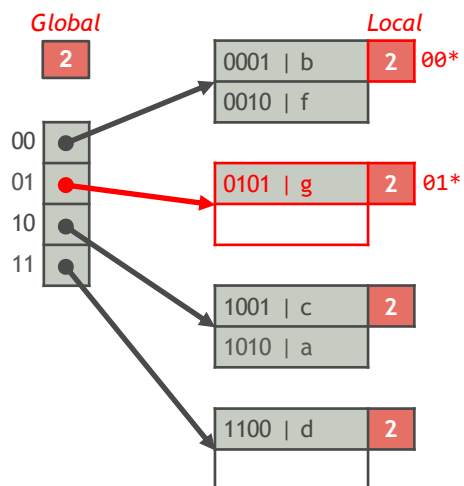 Global
Local
2
0001 | b
2
00*
0010 | f
00
01
10
11
0101 | g
2
01*
1001 | c
2
1010 | a
1100 | d
2